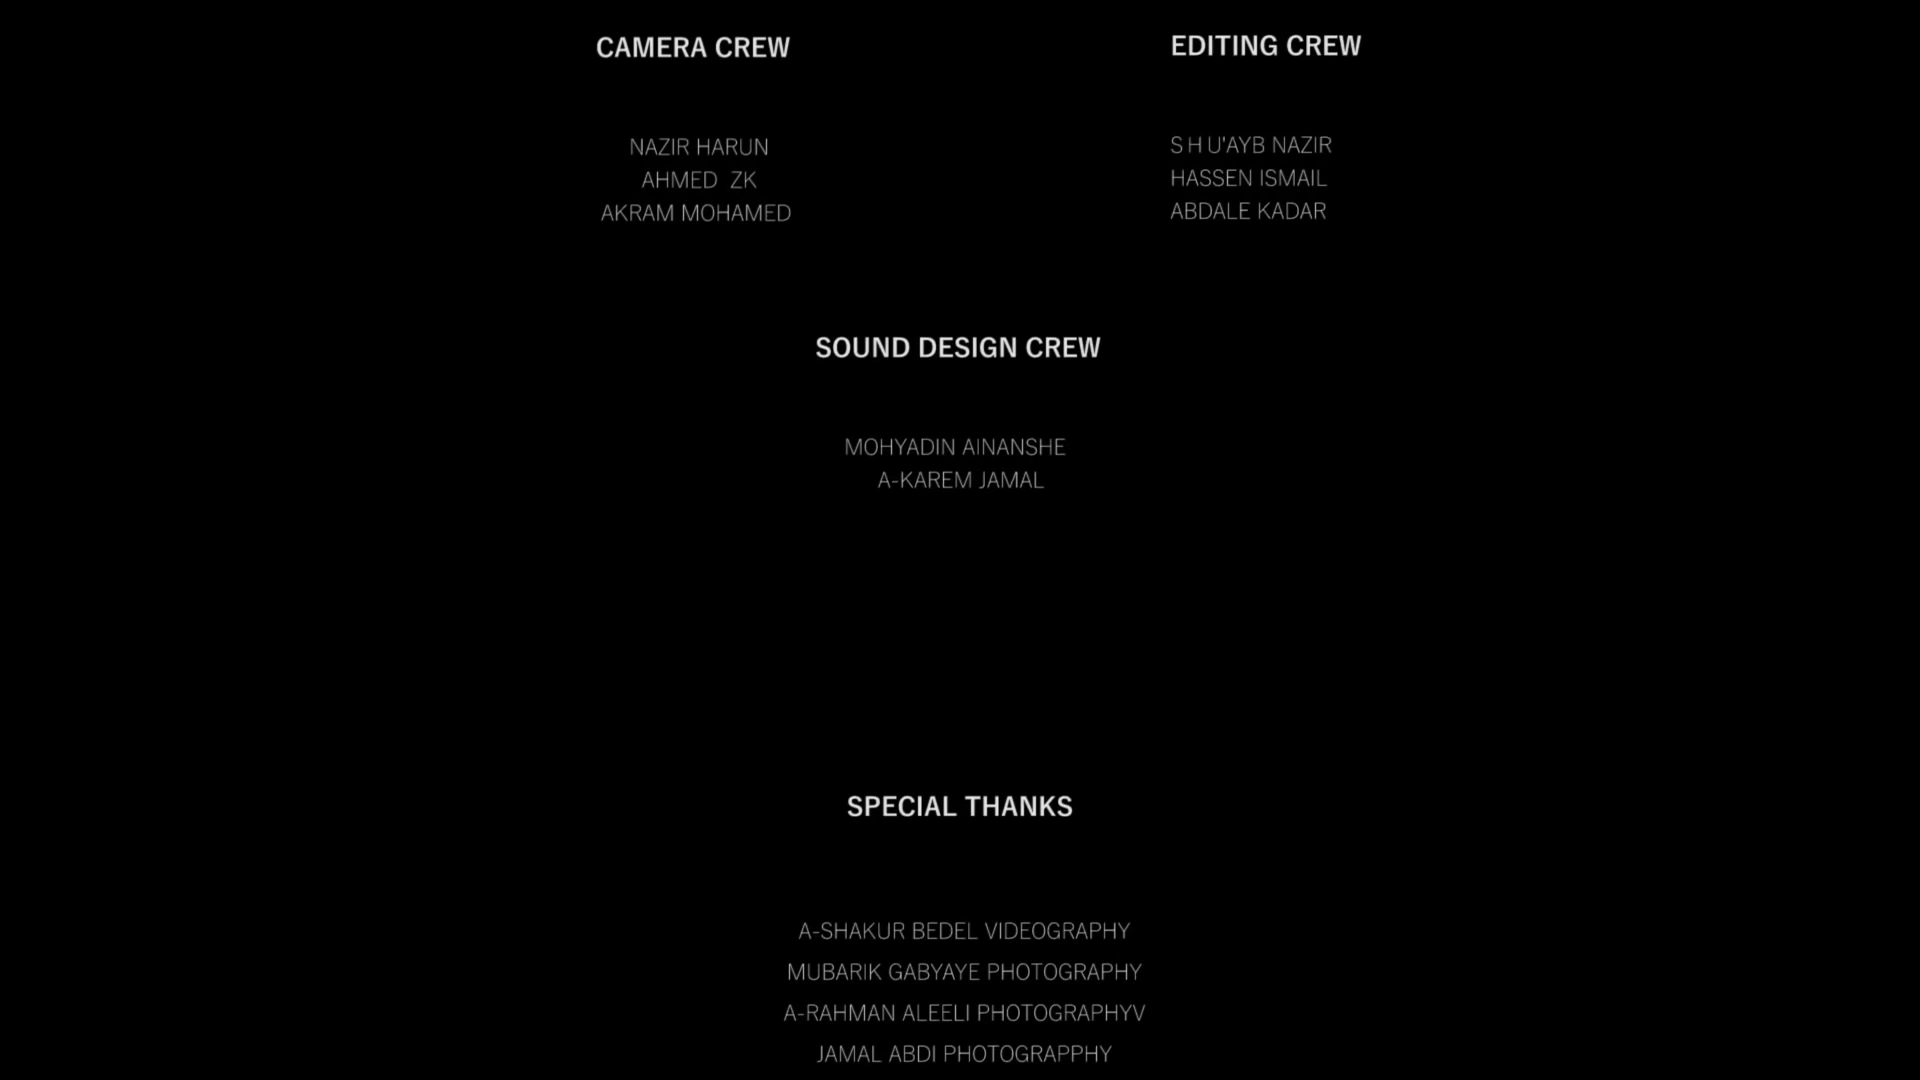 CAMERA CREW
NAZIR HARUN
AHMED ZK
AKRAM MOHAMED
EDITING CREW
S H U'AYB NAZIR
HASSEN ISMAIL
ABDALE KADAR
SOUND DESIGN CREW
MOHYADIN AINANSHE
A-KAREM JAMAL
SPECIAL THANKS
A-SHAKUR BEDEL VIDEOGRAPHY
MUBARIK GABYAYE PHOTOGRAPHY
A-RAHMAN ALEELI PHOTOGRAPHYV
JAMAL ABDI PHOTOGRAPPHY